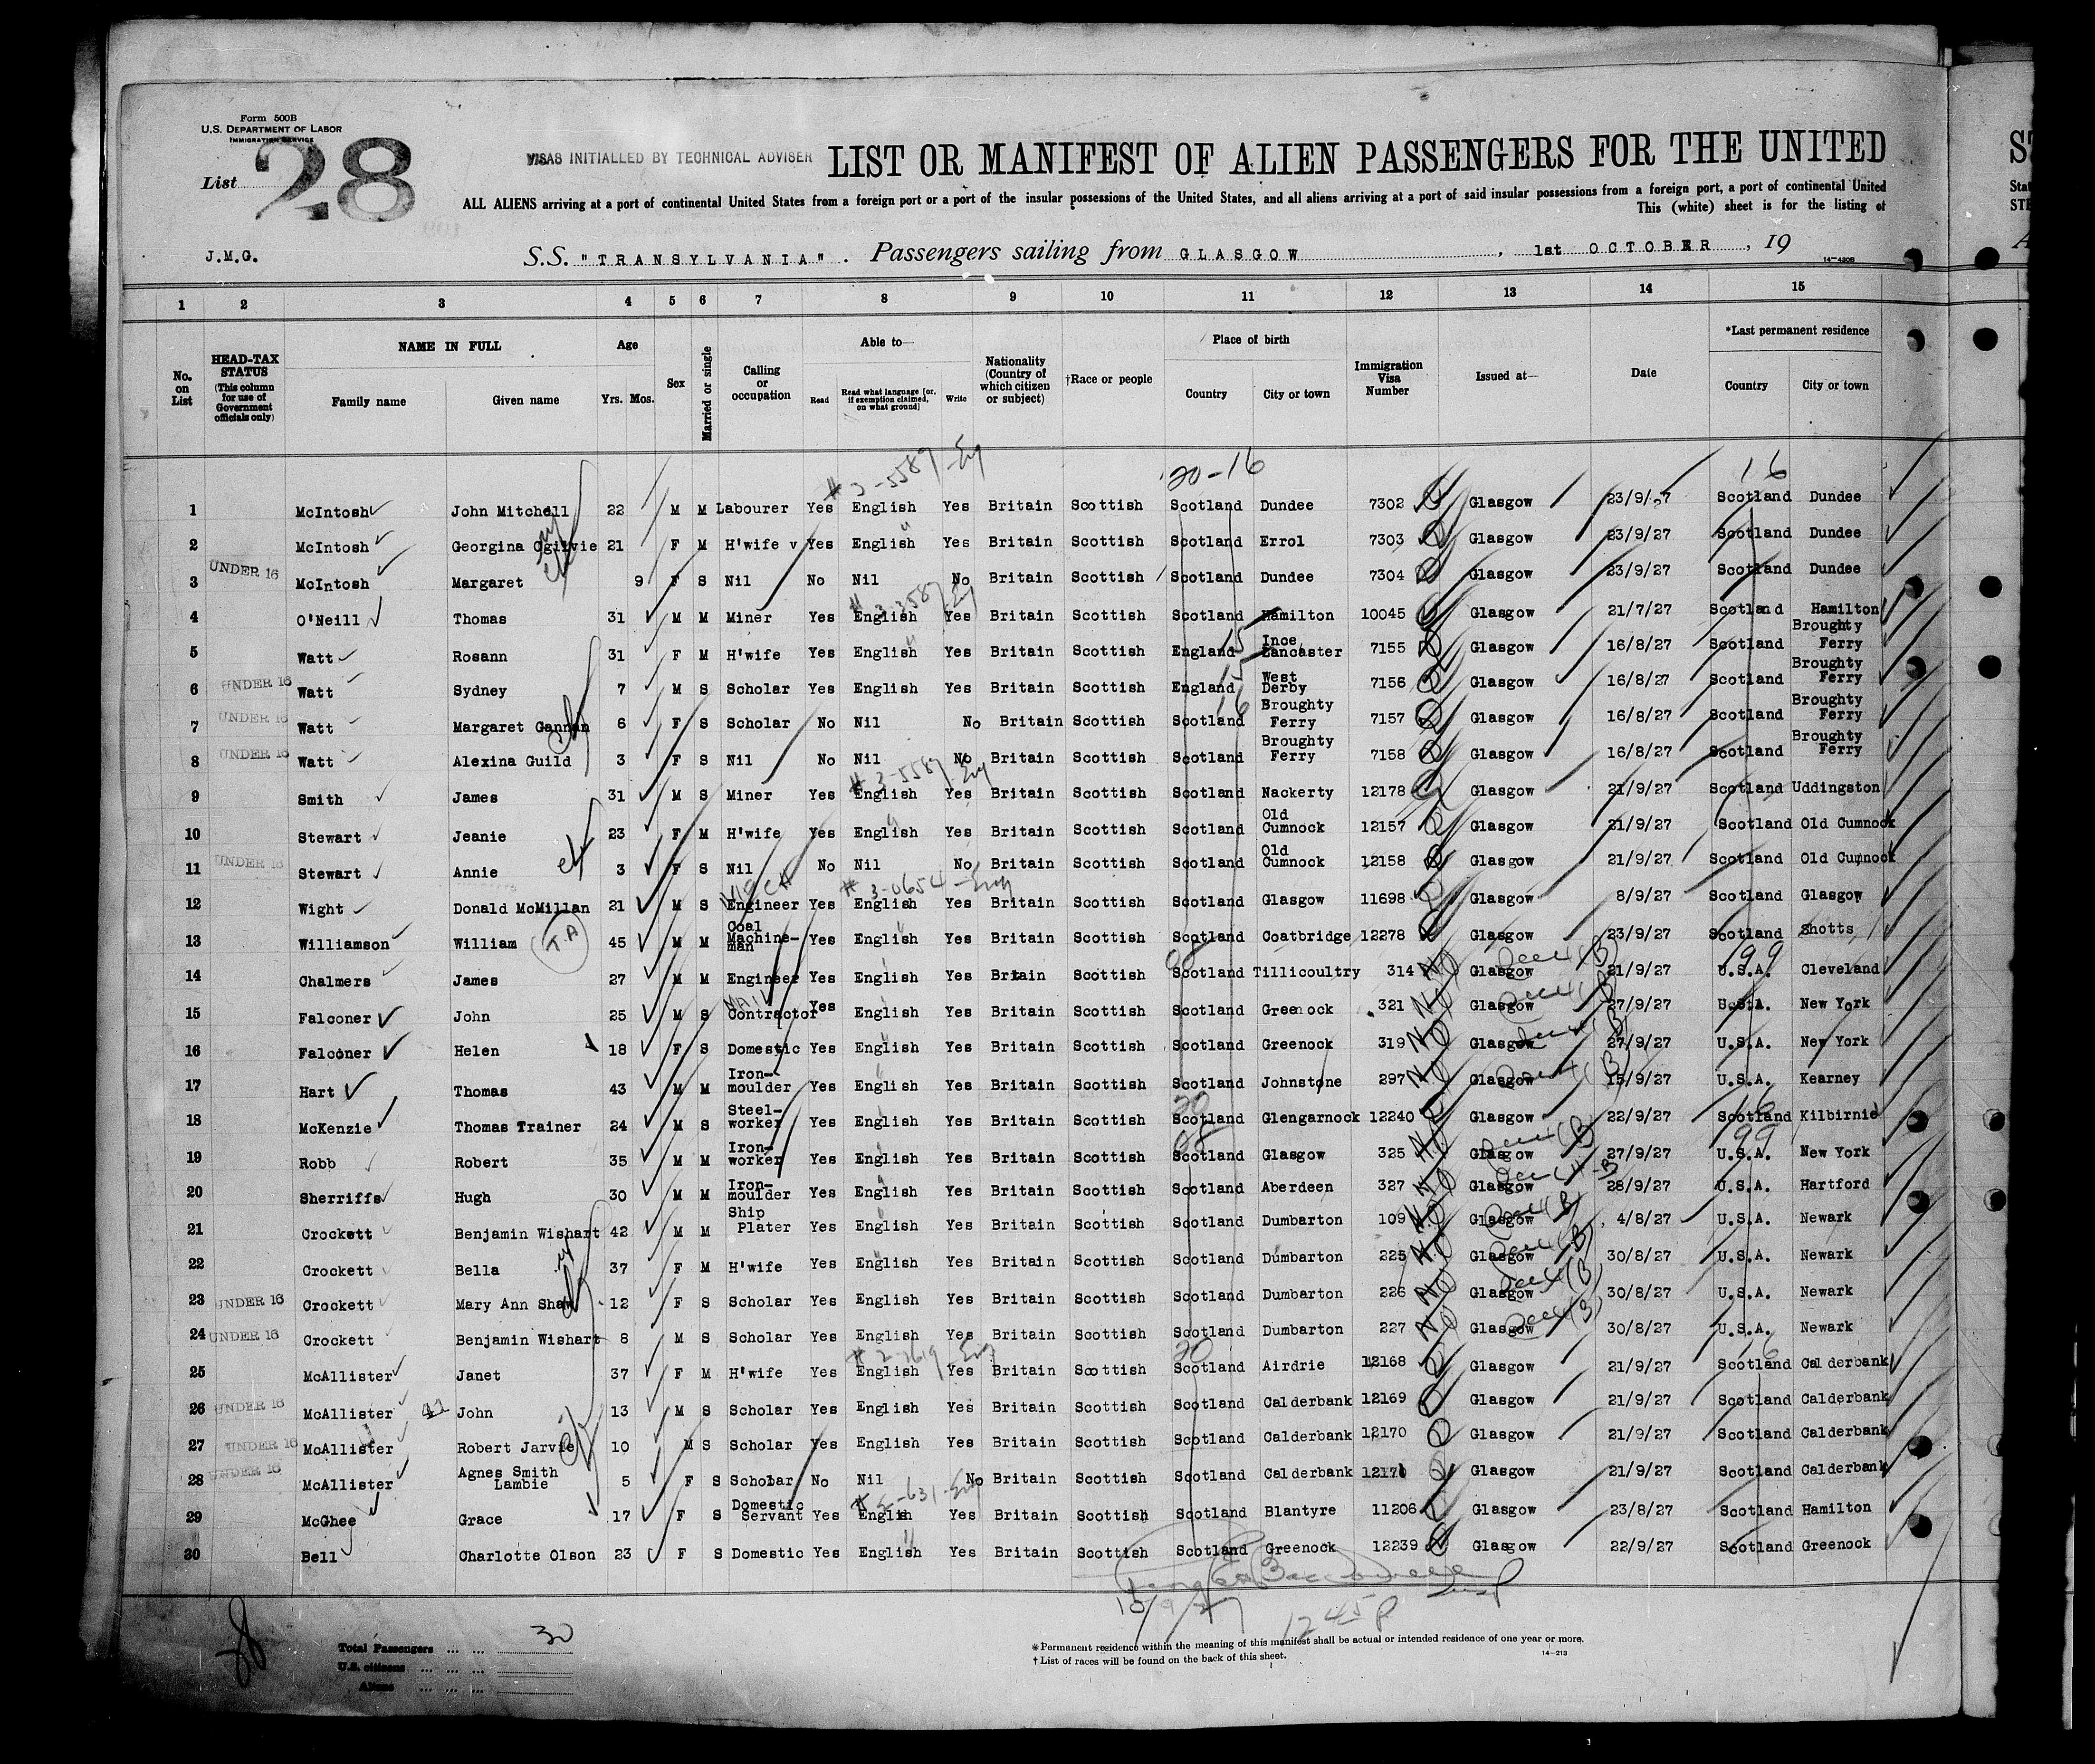 Form 500B
U.S. DEPARTMENT OF LABOR
IMMIGRATION SERVICE
List 28
VISAS INITIALLED BY TECHNICAL ADVISER
LIST OR MANIFEST OF ALIEN PASSENGERS FOR THE UNITED
ALL ALIENS arriving at a port of continental United States from a foreign port or a port of the insular possessions of the United States, and all aliens arriving at a port of said insular possessions from a foreign port, a port of continental United
This (white) sheet is for the listing of
J.M.G. S.S. "TRANSYLVANIA". Passengers sailing from GLASGOW, 1st OCTOBER, 19
14-430B
1 2 3 4 5 6 7 8 9 10 11 12 13 14 15
No. on List
HEAD-TAX STATUS (This column for use of Government officials only)
NAME IN FULL Family name Given name
Age Yrs. Mos.
Sex
Married or single
Calling or occupation
Able to— Read Read what language [or, if exemption claimed, on what ground] Write
Nationality (Country of which citizen or subject)
†Race or people
Place of birth Country City or town
Immigration Visa Number
Issued at—
Date
*Last permanent residence Country City or town
20-16 16
1 McIntosh John Mitchell 22 M M Labourer Yes English Yes Britain Scottish Scotland Dundee 7302 Glasgow 23/9/27 Scotland Dundee
2 McIntosh Georgina Ogilvie 21 F M H'wife Yes English Yes Britain Scottish Scotland Errol 7303 Glasgow 23/9/27 Scotland Dundee
3 UNDER 16 McIntosh Margaret 9 F S Nil No Nil No Britain Scottish Scotland Dundee 7304 Glasgow 23/9/27 Scotland Dundee
4 O'Neill Thomas 31 M M Miner Yes English Yes Britain Scottish Scotland Hamilton 10045 Glasgow 21/7/27 Scotland Hamilton
5 Watt Rosann 31 F M H'wife Yes English Yes Britain Scottish England Ince Lancaster 7155 Glasgow 16/8/27 Scotland Broughty Ferry
6 UNDER 16 Watt Sydney 7 M S Scholar Yes English Yes Britain Scottish England West Derby 7156 Glasgow 16/8/27 Scotland Broughty Ferry
7 UNDER 16 Watt Margaret Gannan 6 F S Scholar No Nil No Britain Scottish Scotland Broughty Ferry 7157 Glasgow 16/8/27 Scotland Broughty Ferry
8 UNDER 16 Watt Alexina Guild 3 F S Nil No Nil No Britain Scottish Scotland Broughty Ferry 7158 Glasgow 16/8/27 Scotland Broughty Ferry
9 Smith James 31 M S Miner Yes English Yes Britain Scottish Scotland Nackerty 12178 Glasgow 21/9/27 Scotland Uddingston
10 Stewart Jeanie 23 F M H'wife Yes English Yes Britain Scottish Scotland Old Cumnock 12157 Glasgow 21/9/27 Scotland Old Cumnock
11 UNDER 16 Stewart Annie 3 F S Nil No Nil No Britain Scottish Scotland Old Cumnock 12158 Glasgow 21/9/27 Scotland Old Cumnock
12 Wight Donald McMillan 21 M S Engineer Yes English Yes Britain Scottish Scotland Glasgow 11698 Glasgow 8/9/27 Scotland Glasgow
13 Williamson William T.A 45 M M Coal Machine-man Yes English Yes Britain Scottish Scotland Coatbridge 12278 Glasgow 23/9/27 Scotland Shotts
14 Chalmers James 27 M M Engineer Yes English Yes Britain Scottish Scotland Tillicoultry 314 Glasgow 21/9/27 U.S.A. Cleveland
15 Falconer John 25 M S Contractor Yes English Yes Britain Scottish Scotland Greenock 321 Glasgow 27/9/27 U.S.A. New York
16 Falconer Helen 18 F S Domestic Yes English Yes Britain Scottish Scotland Greenock 319 Glasgow 27/9/27 U.S.A. New York
17 Hart Thomas 43 M M Iron-moulder Yes English Yes Britain Scottish Scotland Johnstone 297 Glasgow 15/9/27 U.S.A. Kearney
18 McKenzie Thomas Trainer 24 M S Steel-worker Yes English Yes Britain Scottish Scotland Glengarnock 12240 Glasgow 22/9/27 Scotland Kilbirnie
19 Robb Robert 35 M M Iron-worker Yes English Yes Britain Scottish Scotland Glasgow 325 Glasgow 27/9/27 U.S.A. New York
20 Sherriffs Hugh 30 M M Iron-moulder Yes English Yes Britain Scottish Scotland Aberdeen 327 Glasgow 28/9/27 U.S.A. Hartford
21 Crockett Benjamin Wishart 42 M M Ship Plater Yes English Yes Britain Scottish Scotland Dumbarton 109 Glasgow 4/8/27 U.S.A. Newark
22 Crockett Bella 37 F M H'wife Yes English Yes Britain Scottish Scotland Dumbarton 225 Glasgow 30/8/27 U.S.A. Newark
23 UNDER 16 Crockett Mary Ann Shaw 12 F S Scholar Yes English Yes Britain Scottish Scotland Dumbarton 226 Glasgow 30/8/27 U.S.A. Newark
24 UNDER 16 Crockett Benjamin Wishart 8 M S Scholar Yes English Yes Britain Scottish Scotland Dumbarton 227 Glasgow 30/8/27 U.S.A. Newark
25 McAllister Janet 37 F M H'wife Yes English Yes Britain Scottish Scotland Airdrie 12168 Glasgow 21/9/27 Scotland Calderbank
26 UNDER 16 McAllister John 13 M S Scholar Yes English Yes Britain Scottish Scotland Calderbank 12169 Glasgow 21/9/27 Scotland Calderbank
27 UNDER 16 McAllister Robert Jarvie 10 M S Scholar Yes English Yes Britain Scottish Scotland Calderbank 12170 Glasgow 21/9/27 Scotland Calderbank
28 UNDER 16 McAllister Agnes Smith Lambie 5 F S Scholar No Nil No Britain Scottish Scotland Calderbank 12171 Glasgow 21/9/27 Scotland Calderbank
29 McGhee Grace 17 F S Domestic Servant Yes English Yes Britain Scottish Scotland Blantyre 11206 Glasgow 23/8/27 Scotland Hamilton
30 Bell Charlotte Olson 23 F S Domestic Yes English Yes Britain Scottish Scotland Greenock 12239 Glasgow 22/9/27 Scotland Greenock
1245P
28
Total Passengers ... ... 30
U.S. citizens ... ... ...
Aliens ... ... ...
*Permanent residence within the meaning of this manifest shall be actual or intended residence of one year or more.
†List of races will be found on the back of this sheet.
14-213